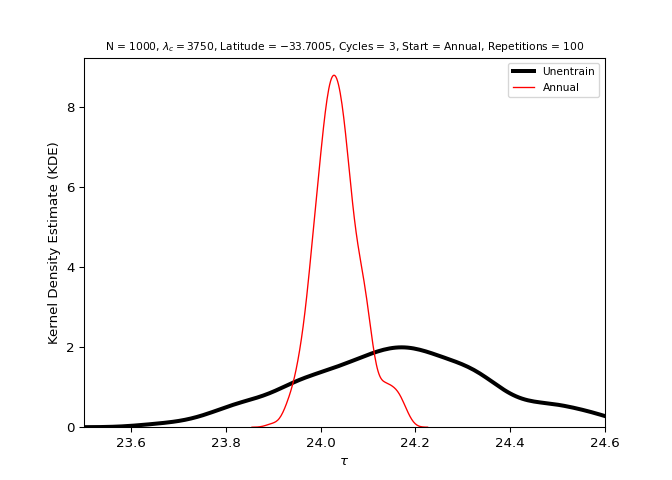 N = 1000, λc = 3750, Latitude = −33.7005, Cycles = 3, Start = Annual, Repetitions = 100
Unentrain
Annual
Kernel Density Estimate (KDE)
8
6
4
2
0
23.6 23.8 24.0 24.2 24.4 24.6
τ